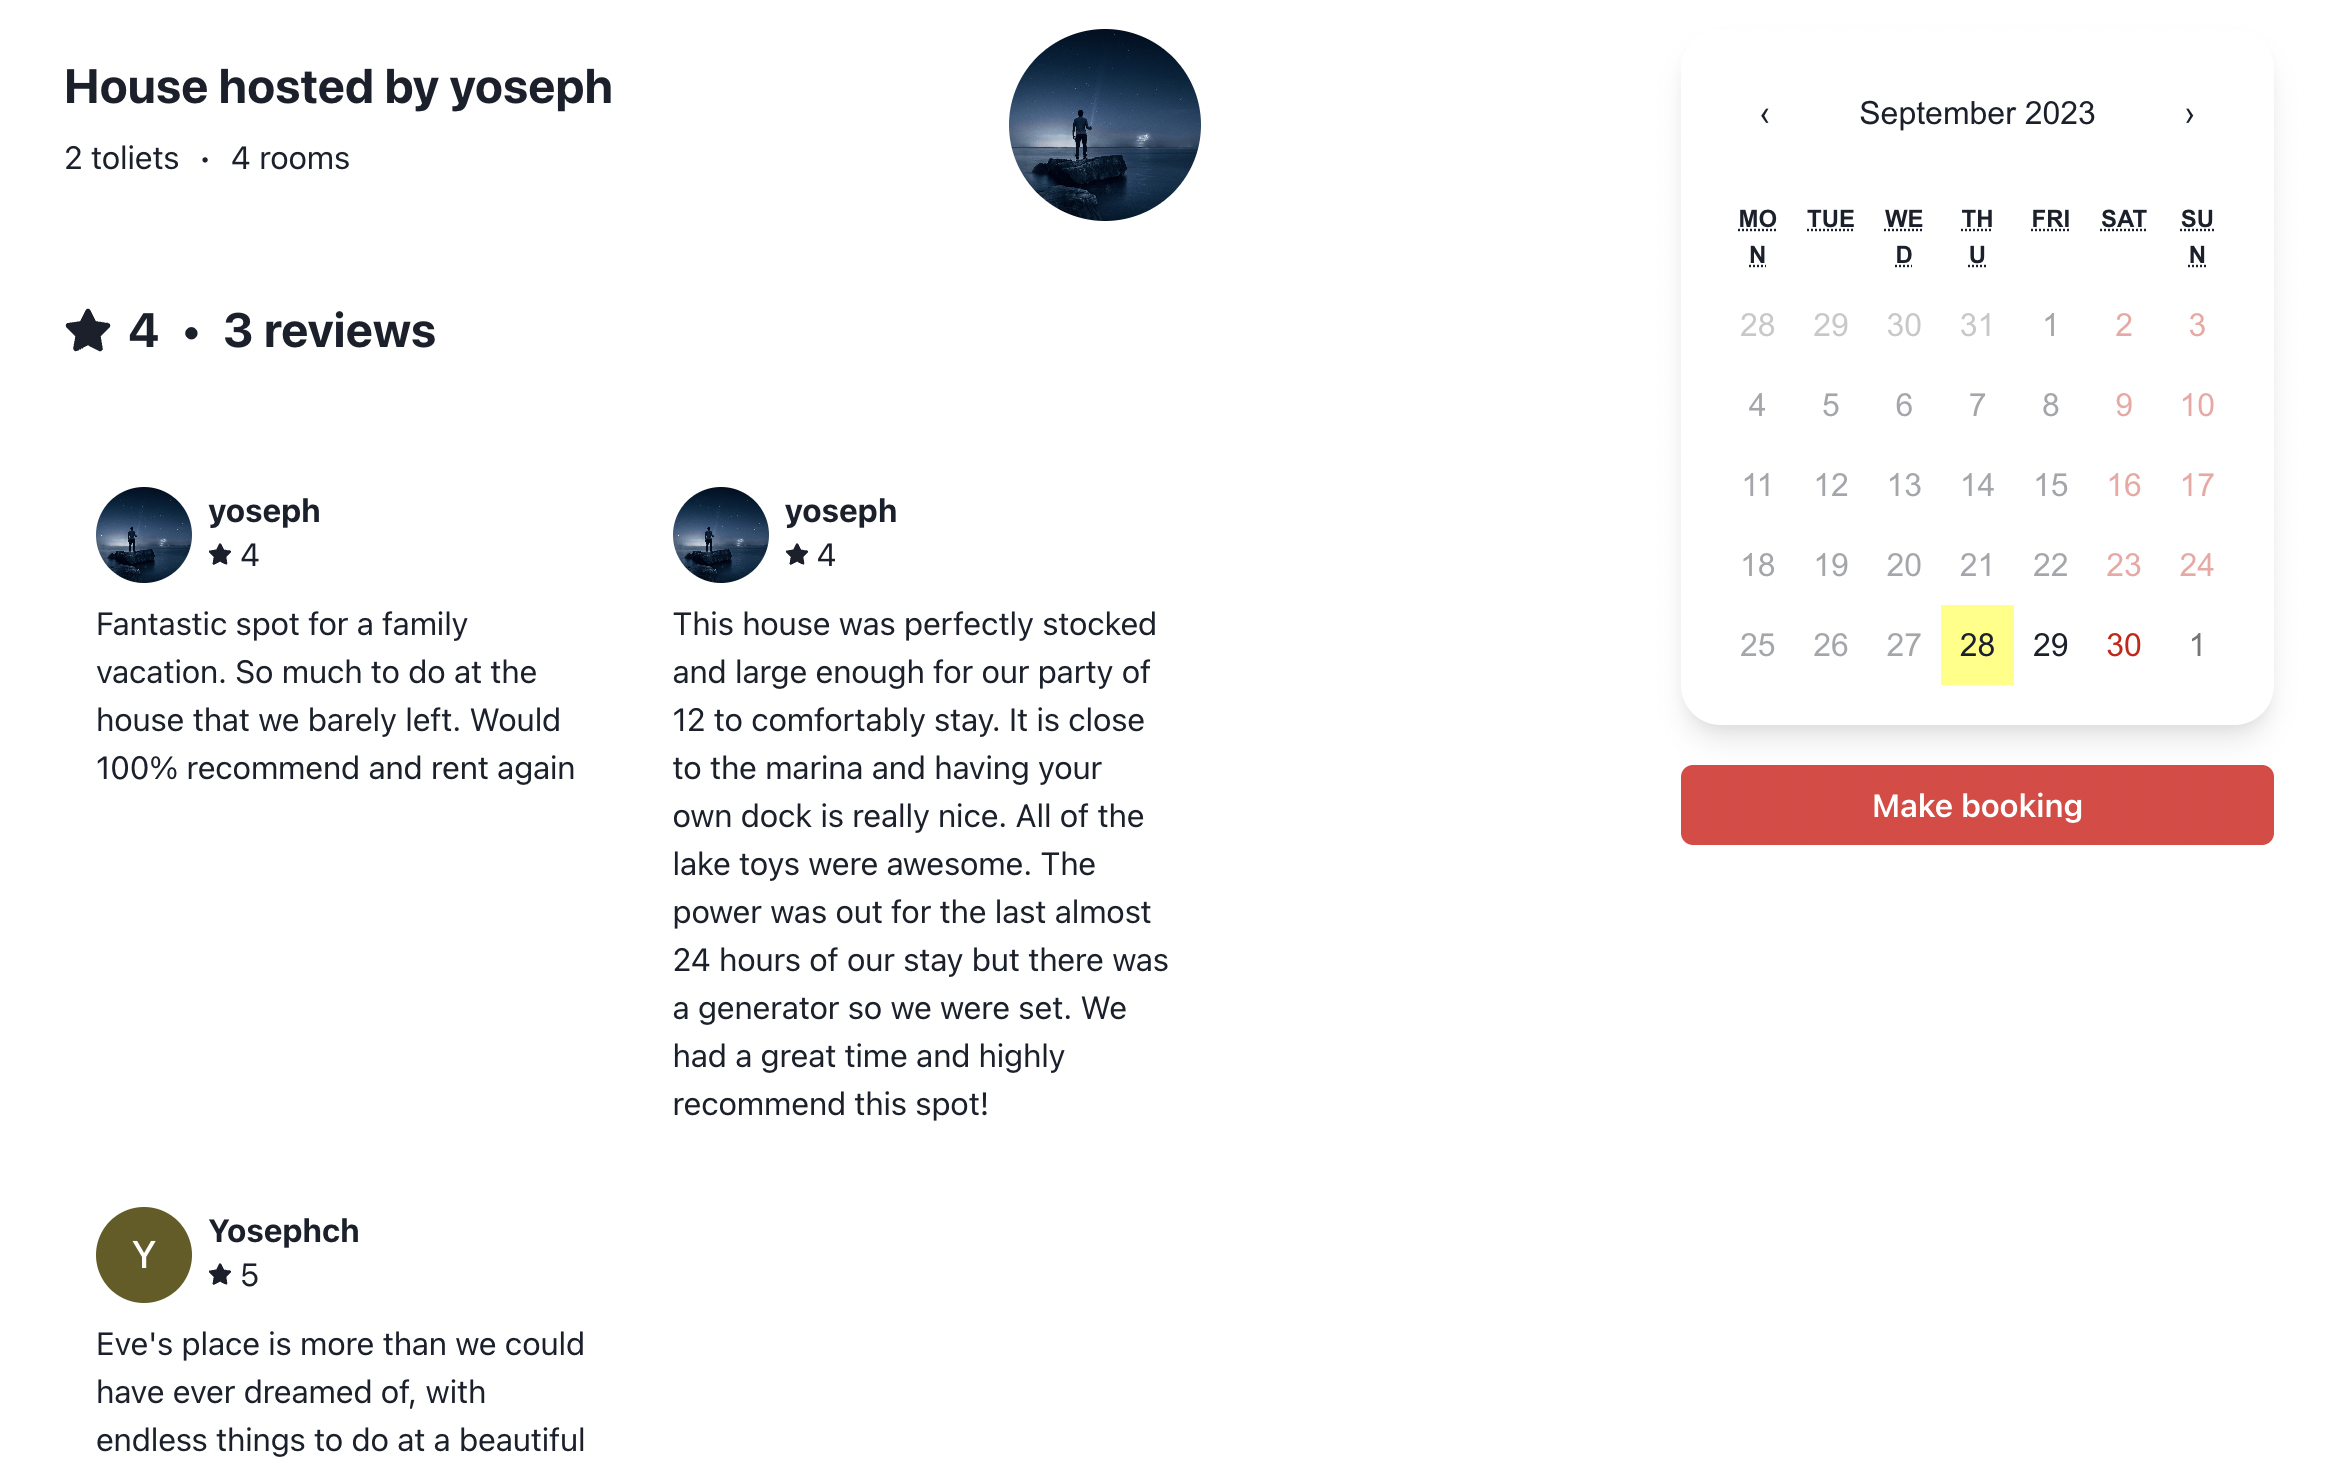 House hosted by yoseph
2 toliets • 4 rooms
4 • 3 reviews
yoseph
4
Fantastic spot for a family
vacation. So much to do at the
house that we barely left. Would
100% recommend and rent again
yoseph
4
This house was perfectly stocked
and large enough for our party of
12 to comfortably stay. It is close
to the marina and having your
own dock is really nice. All of the
lake toys were awesome. The
power was out for the last almost
24 hours of our stay but there was
a generator so we were set. We
had a great time and highly
recommend this spot!
Y
Yosephch
5
Eve's place is more than we could
have ever dreamed of, with
endless things to do at a beautiful
‹ September 2023 ›
MO TUE WE TH FRI SAT SU
N D U N
28 29 30 31 1 2 3
4 5 6 7 8 9 10
11 12 13 14 15 16 17
18 19 20 21 22 23 24
25 26 27 28 29 30 1
Make booking